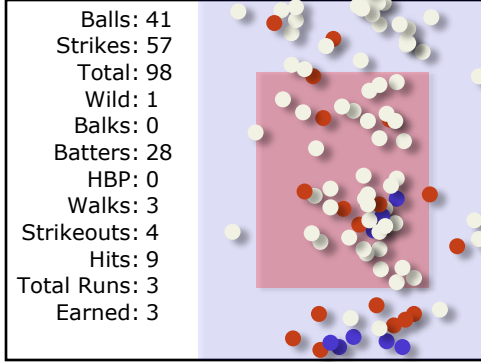 Balls: 41
Strikes: 57
Total: 98
Wild: 1
Balks: 0
Batters: 28
HBP: 0
Walks: 3
Strikeouts: 4
Hits: 9
Total Runs: 3
Earned: 3